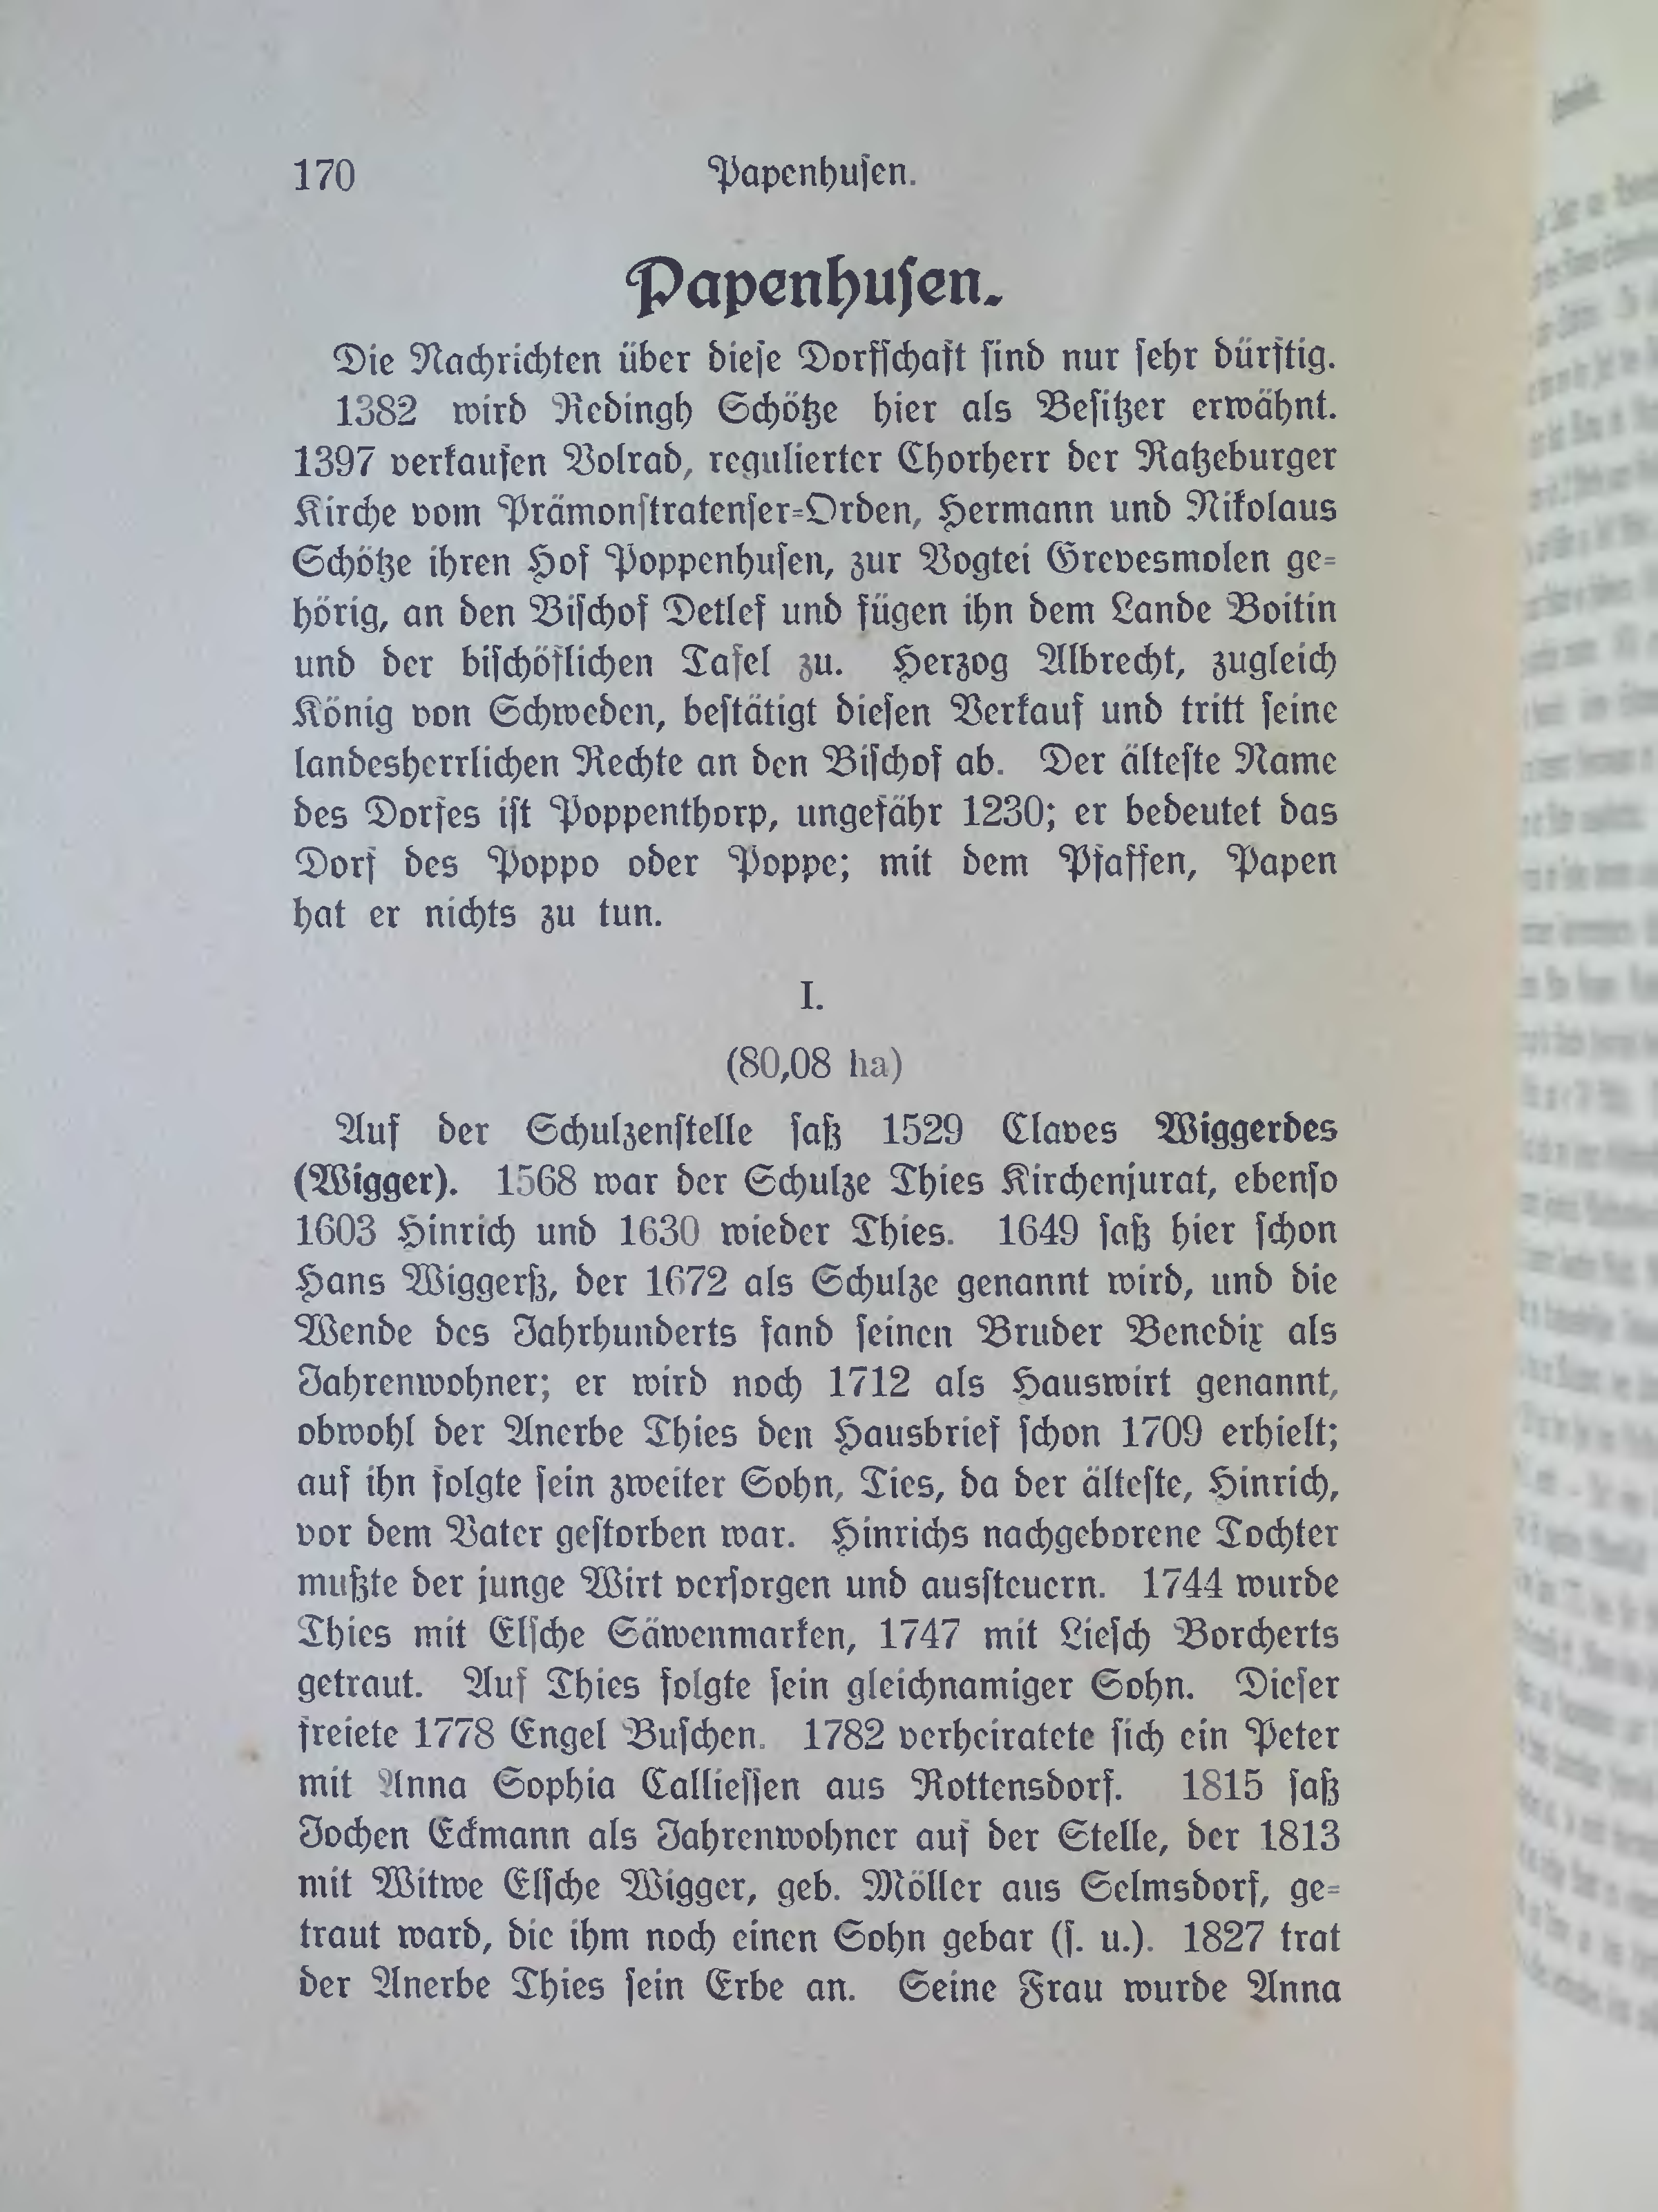 170 Papenhusen.
Papenhusen.
Die Nachrichten über diese Dorfschaft sind nur sehr dürftig.
1382 wird Redingh Schötze hier als Besitzer erwähnt.
1397 verkaufen Volrad, regulierter Chorherr der Ratzeburger
Kirche vom Prämonstratenser-Orden, Hermann und Nikolaus
Schötze ihren Hof Poppenhusen, zur Vogtei Grevesmolen ge-
hörig, an den Bischof Detlef und fügen ihn dem Lande Boitin
und der bischöflichen Tafel zu. Herzog Albrecht, zugleich
König von Schweden, bestätigt diesen Verkauf und tritt seine
landesherrlichen Rechte an den Bischof ab. Der älteste Name
des Dorfes ist Poppenthorp, ungefähr 1230; er bedeutet das
Dorf des Poppo oder Poppe; mit dem Pfaffen, Papen
hat er nichts zu tun.
I.
(80,08 ha)
Auf der Schulzenstelle saß 1529 Claves Wiggerdes
(Wigger). 1568 war der Schulze Thies Kirchenjurat, ebenso
1603 Hinrich und 1630 wieder Thies. 1649 saß hier schon
Hans Wiggerß, der 1672 als Schulze genannt wird, und die
Wende des Jahrhunderts fand seinen Bruder Benedix als
Jahrenwohner; er wird noch 1712 als Hauswirt genannt,
obwohl der Anerbe Thies den Hausbrief schon 1709 erhielt;
auf ihn folgte sein zweiter Sohn, Ties, da der älteste, Hinrich,
vor dem Vater gestorben war. Hinrichs nachgeborene Tochter
mußte der junge Wirt versorgen und aussteuern. 1744 wurde
Thies mit Elsche Säwenmarken, 1747 mit Liesch Borcherts
getraut. Auf Thies folgte sein gleichnamiger Sohn. Dieser
freiete 1778 Engel Buschen. 1782 verheiratete sich ein Peter
mit Anna Sophia Calliessen aus Rottensdorf. 1815 saß
Jochen Eckmann als Jahrenwohner auf der Stelle, der 1813
mit Witwe Elsche Wigger, geb. Möller aus Selmsdorf, ge-
traut ward, die ihm noch einen Sohn gebar (s. u.). 1827 trat
der Anerbe Thies sein Erbe an. Seine Frau wurde Anna